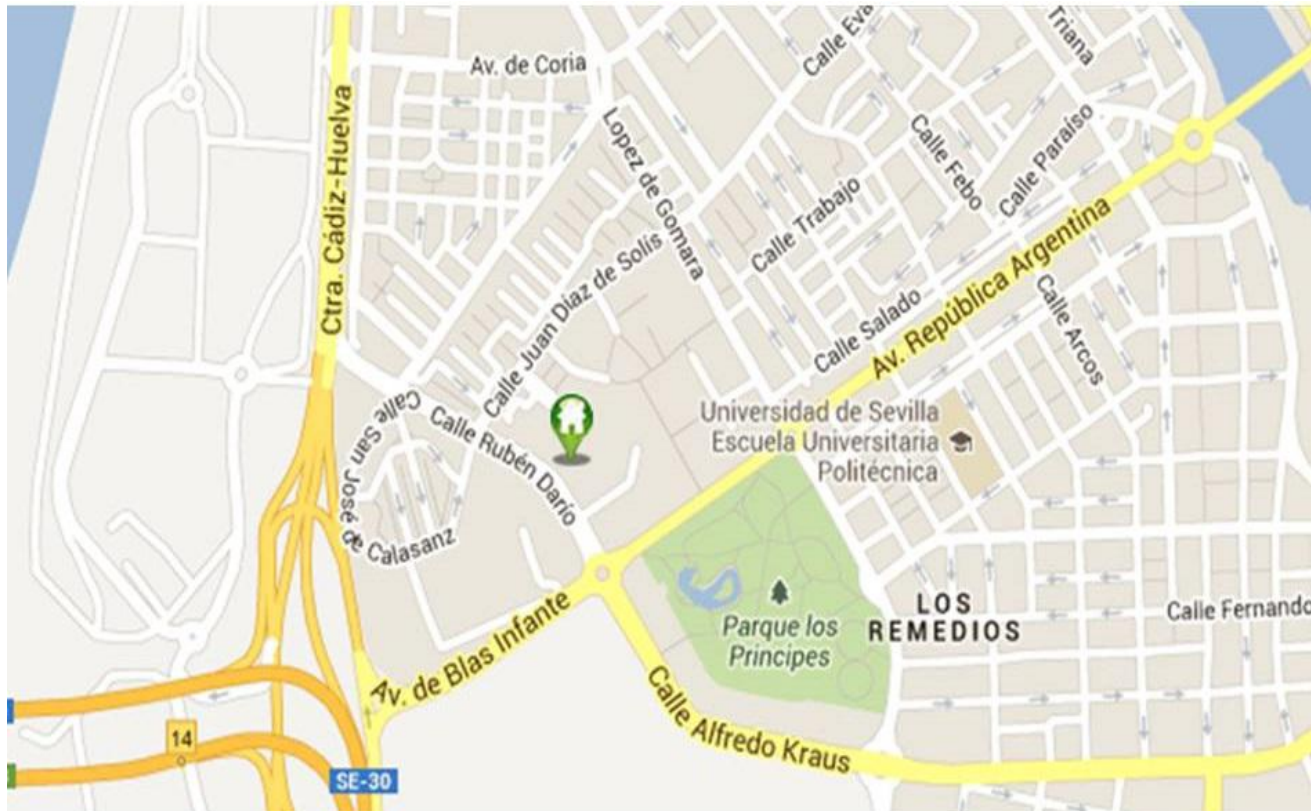 Av. de Coria
Calle Eva
Triana
Ctra. Cádiz-Huelva
Lopez de Gomara
Calle Febo
Calle Paraíso
Calle Trabajo
Calle Juan Diaz de Solís
Calle Salado
Av. República Argentina
Calle Arcos
Calle San José de Calasanz
Calle Rubén Darío
Universidad de Sevilla
Escuela Universitaria
Politécnica
Av. de Blas Infante
Parque los
Principes
LOS
REMEDIOS
Calle Fernando
Calle Alfredo Kraus
14
SE-30